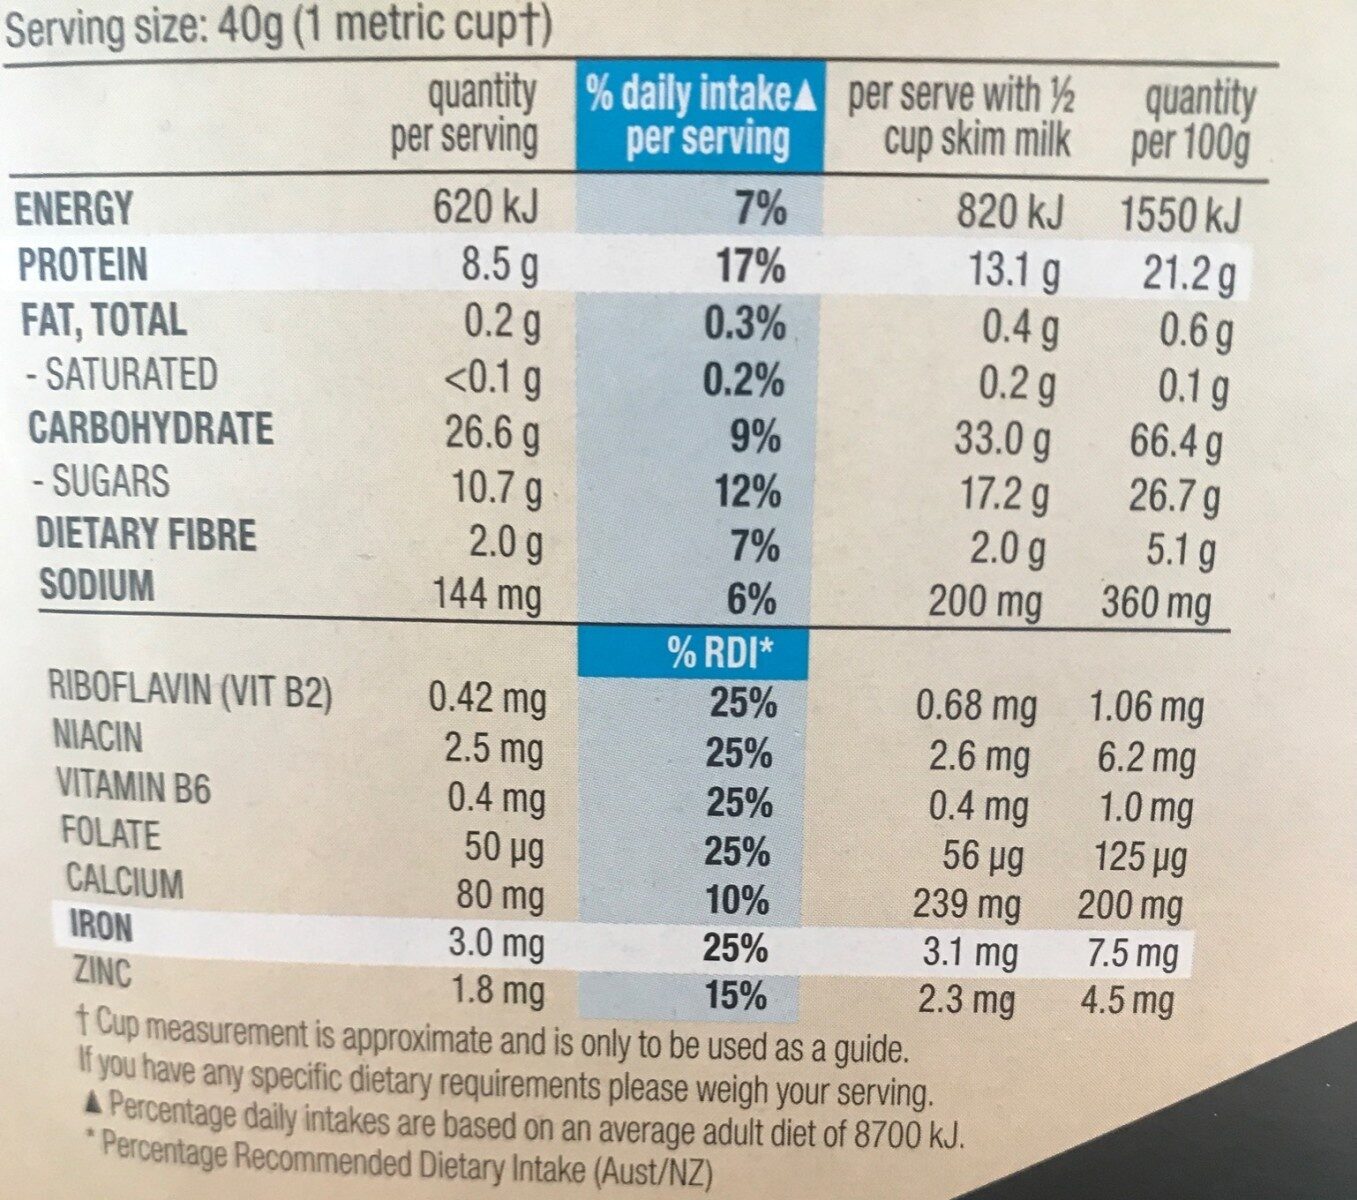 Serving size: 40g (1 metric cup†)
quantity per serving % daily intake▲ per serving per serve with ½ cup skim milk quantity per 100g
ENERGY 620 kJ 7% 820 kJ 1550 kJ
PROTEIN 8.5 g 17% 13.1 g 21.2 g
FAT, TOTAL 0.2 g 0.3% 0.4 g 0.6 g
- SATURATED <0.1 g 0.2% 0.2 g 0.1 g
CARBOHYDRATE 26.6 g 9% 33.0 g 66.4 g
- SUGARS 10.7 g 12% 17.2 g 26.7 g
DIETARY FIBRE 2.0 g 7% 2.0 g 5.1 g
SODIUM 144 mg 6% 200 mg 360 mg
% RDI*
RIBOFLAVIN (VIT B2) 0.42 mg 25% 0.68 mg 1.06 mg
NIACIN 2.5 mg 25% 2.6 mg 6.2 mg
VITAMIN B6 0.4 mg 25% 0.4 mg 1.0 mg
FOLATE 50 µg 25% 56 µg 125 µg
CALCIUM 80 mg 10% 239 mg 200 mg
IRON 3.0 mg 25% 3.1 mg 7.5 mg
ZINC 1.8 mg 15% 2.3 mg 4.5 mg
† Cup measurement is approximate and is only to be used as a guide.
If you have any specific dietary requirements please weigh your serving.
▲ Percentage daily intakes are based on an average adult diet of 8700 kJ.
* Percentage Recommended Dietary Intake (Aust/NZ)